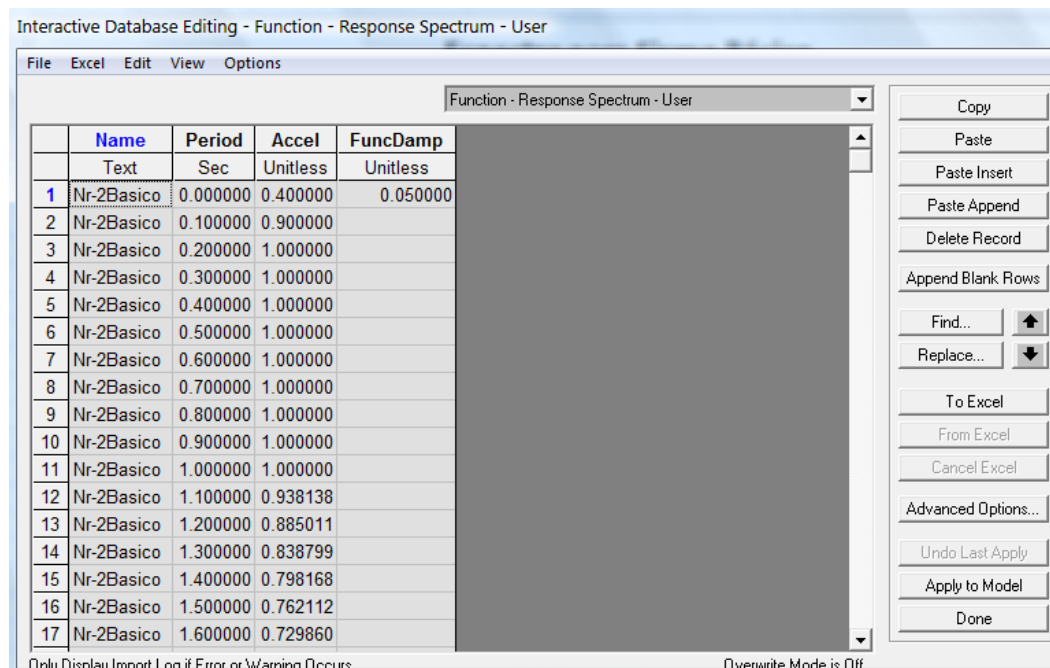 Interactive Database Editing - Function - Response Spectrum - User
File Excel Edit View Options
Function - Response Spectrum - User
Name Period Accel FuncDamp
Text Sec Unitless Unitless
1 Nr-2Basico 0.000000 0.400000 0.050000
2 Nr-2Basico 0.100000 0.900000
3 Nr-2Basico 0.200000 1.000000
4 Nr-2Basico 0.300000 1.000000
5 Nr-2Basico 0.400000 1.000000
6 Nr-2Basico 0.500000 1.000000
7 Nr-2Basico 0.600000 1.000000
8 Nr-2Basico 0.700000 1.000000
9 Nr-2Basico 0.800000 1.000000
10 Nr-2Basico 0.900000 1.000000
11 Nr-2Basico 1.000000 1.000000
12 Nr-2Basico 1.100000 0.938138
13 Nr-2Basico 1.200000 0.885011
14 Nr-2Basico 1.300000 0.838799
15 Nr-2Basico 1.400000 0.798168
16 Nr-2Basico 1.500000 0.762112
17 Nr-2Basico 1.600000 0.729860
Copy
Paste
Paste Insert
Paste Append
Delete Record
Append Blank Rows
Find...
Replace...
To Excel
From Excel
Cancel Excel
Advanced Options...
Undo Last Apply
Apply to Model
Done
Only Display Import Log if Error or Warning Occurs Overwrite Mode is Off